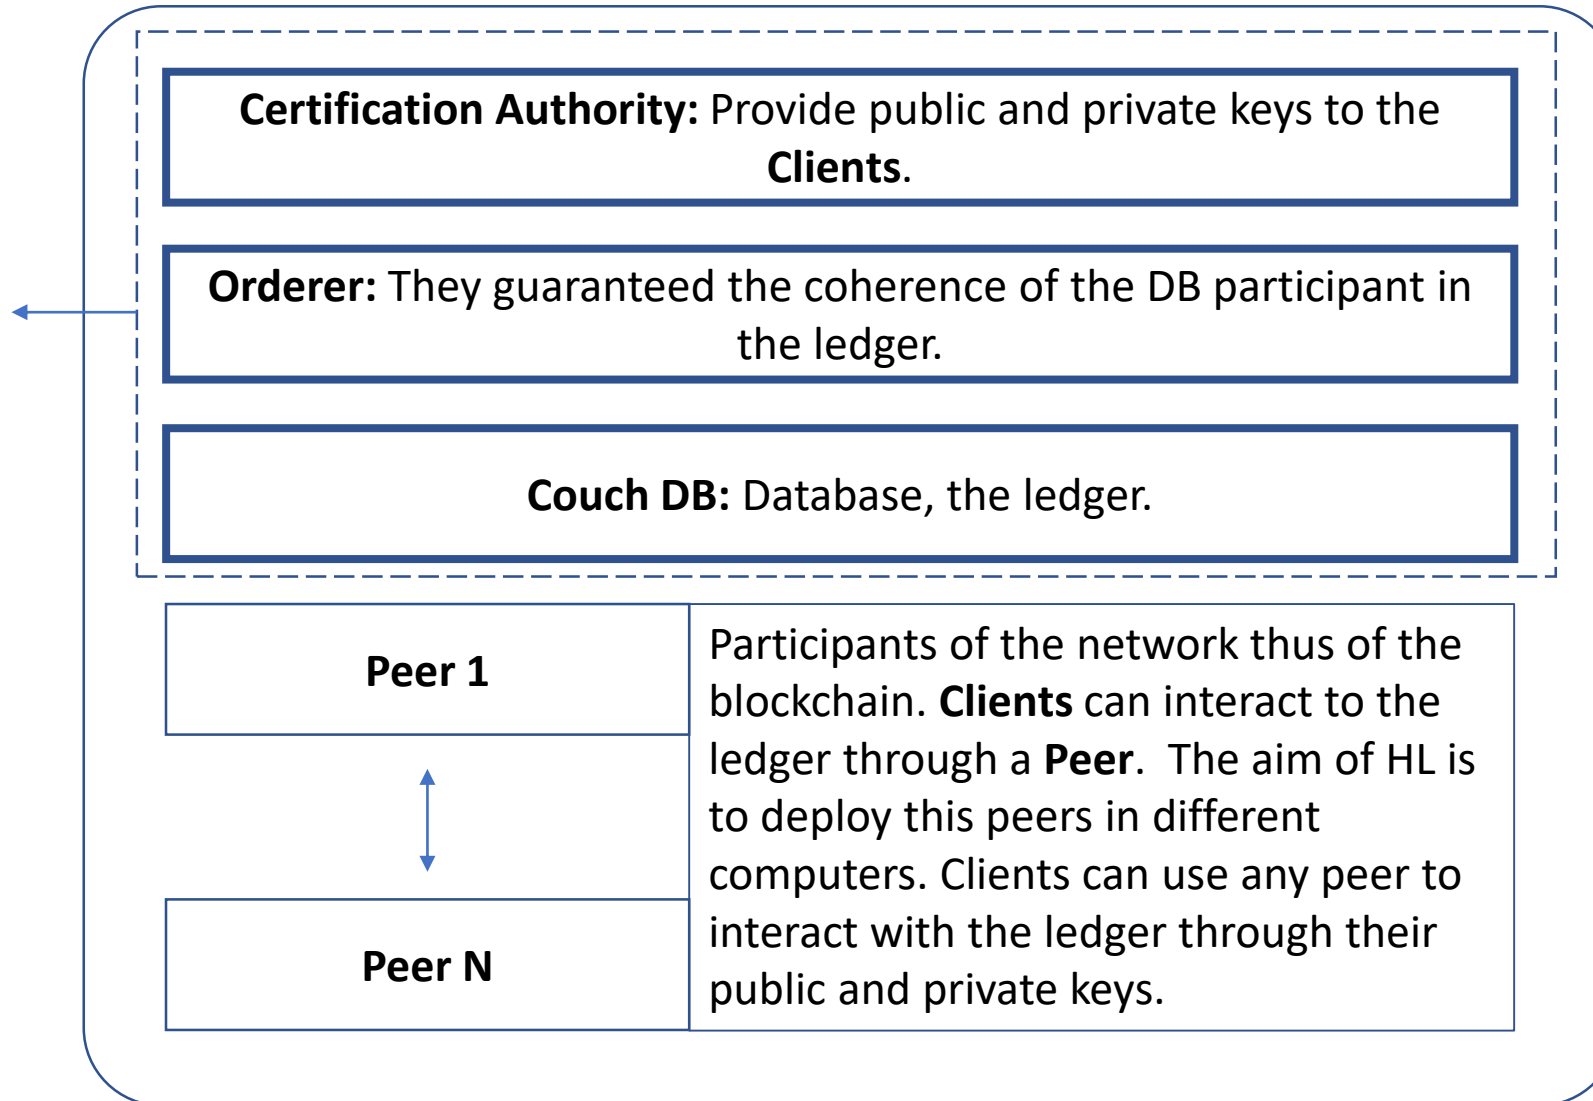 Certification Authority: Provide public and private keys to the
Clients.
Orderer: They guaranteed the coherence of the DB participant in
the ledger.
Couch DB: Database, the ledger.
Peer 1
Participants of the network thus of the
blockchain. Clients can interact to the
ledger through a Peer.  The aim of HL is
to deploy this peers in different
computers. Clients can use any peer to
interact with the ledger through their
public and private keys.
Peer N